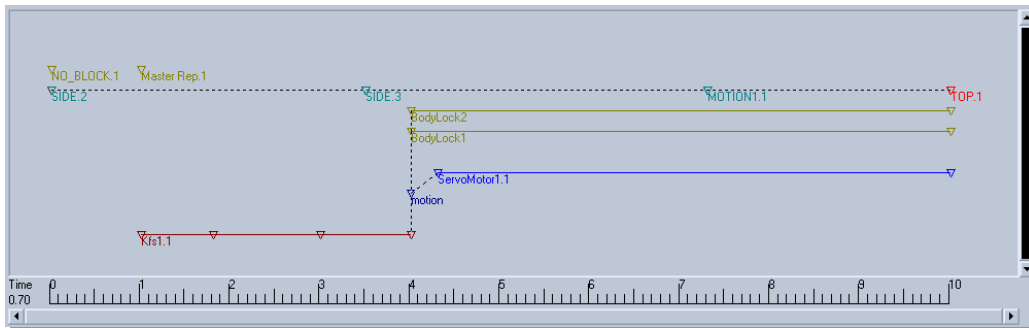 NO_BLOCK.1 Master Rep.1
SIDE.2 SIDE.3 MOTION1.1 TOP.1
BodyLock2
BodyLock1
ServoMotor1.1
motion
Kfs1.1
Time 0 1 2 3 4 5 6 7 8 9 10
0.70